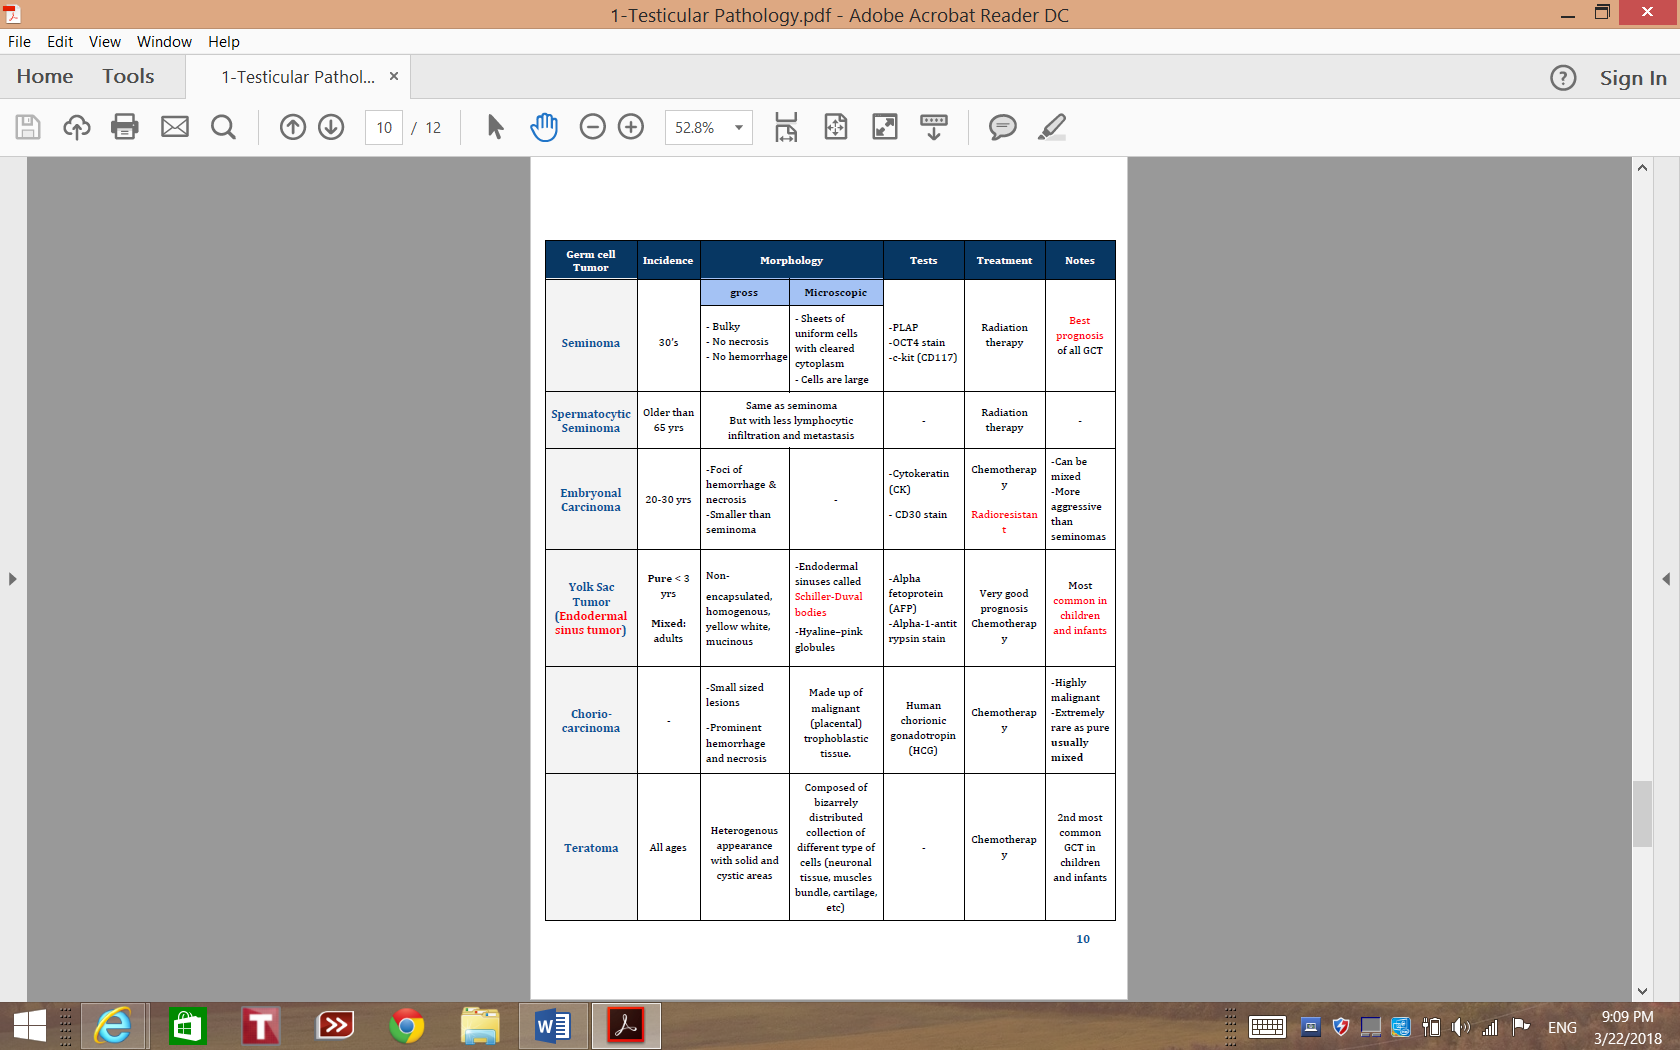 1-Testicular Pathology.pdf - Adobe Acrobat Reader DC
File Edit View Window Help
Home Tools 1-Testicular Pathol... × Sign In
10 / 12 52.8%
Germ cell
Tumor
Incidence
Morphology
Tests
Treatment
Notes
gross
Microscopic
Seminoma
30's
- Bulky
- No necrosis
- No hemorrhage
- Sheets of
uniform cells
with cleared
cytoplasm
- Cells are large
-PLAP
-OCT4 stain
-c-kit (CD117)
Radiation
therapy
Best
prognosis
of all GCT
Spermatocytic
Seminoma
Older than
65 yrs
Same as seminoma
But with less lymphocytic
infiltration and metastasis
-
Radiation
therapy
-
Embryonal
Carcinoma
20-30 yrs
-Foci of
hemorrhage &
necrosis
-Smaller than
seminoma
-
-Cytokeratin
(CK)
- CD30 stain
Chemotherap
y
Radioresistan
t
-Can be
mixed
-More
aggressive
than
seminomas
Yolk Sac
Tumor
(Endodermal
sinus tumor)
Pure < 3
yrs
Mixed:
adults
Non-
encapsulated,
homogenous,
yellow white,
mucinous
-Endodermal
sinuses called
Schiller-Duval
bodies
-Hyaline–pink
globules
-Alpha
fetoprotein
(AFP)
-Alpha-1-antit
rypsin stain
Very good
prognosis
Chemotherap
y
Most
common in
children
and infants
Chorio-
carcinoma
-
-Small sized
lesions
-Prominent
hemorrhage
and necrosis
Made up of
malignant
(placental)
trophoblastic
tissue.
Human
chorionic
gonadotropin
(HCG)
Chemotherap
y
-Highly
malignant
-Extremely
rare as pure
usually
mixed
Teratoma
All ages
Heterogenous
appearance
with solid and
cystic areas
Composed of
bizarrely
distributed
collection of
different type of
cells (neuronal
tissue, muscles
bundle, cartilage,
etc)
-
Chemotherap
y
2nd most
common
GCT in
children
and infants
10
ENG
9:09 PM
3/22/2018